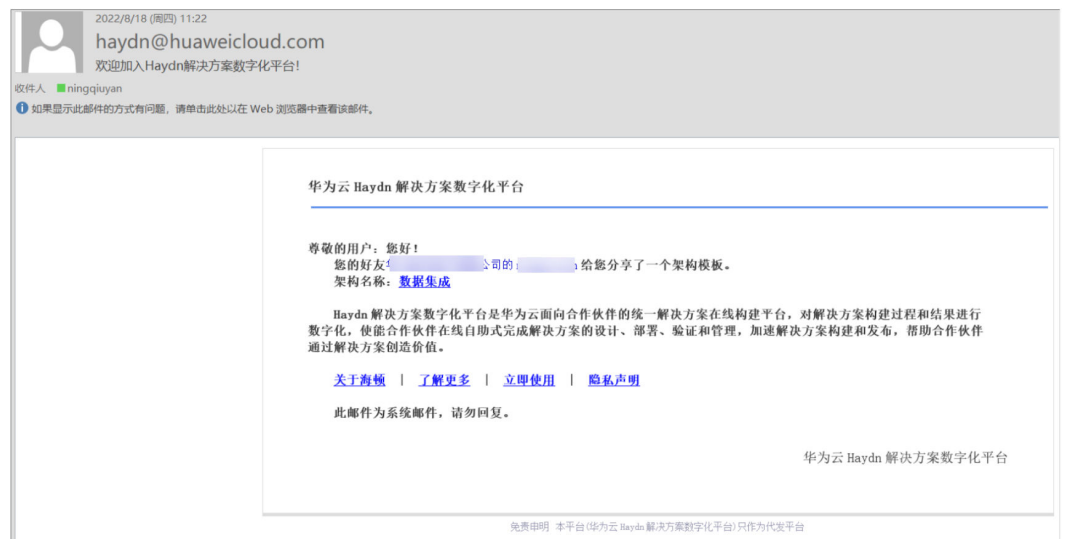 2022/8/18 (周四) 11:22
haydn@huaweicloud.com
欢迎加入Haydn解决方案数字化平台!
收件人 ningqiuyan
如果显示此邮件的方式有问题，请单击此处以在 Web 浏览器中查看该邮件。
华为云 Haydn 解决方案数字化平台
尊敬的用户：您好！
您的好友 公司的 给您分享了一个架构模板。
架构名称：数据集成
Haydn 解决方案数字化平台是华为云面向合作伙伴的统一解决方案在线构建平台，对解决方案构建过程和结果进行
数字化，使能合作伙伴在线自助式完成解决方案的设计、部署、验证和管理，加速解决方案构建和发布，帮助合作伙伴
通过解决方案创造价值。
关于海顿 | 了解更多 | 立即使用 | 隐私声明
此邮件为系统邮件，请勿回复。
华为云 Haydn 解决方案数字化平台
免责申明 本平台(华为云 Haydn 解决方案数字化平台)只作为代发平台